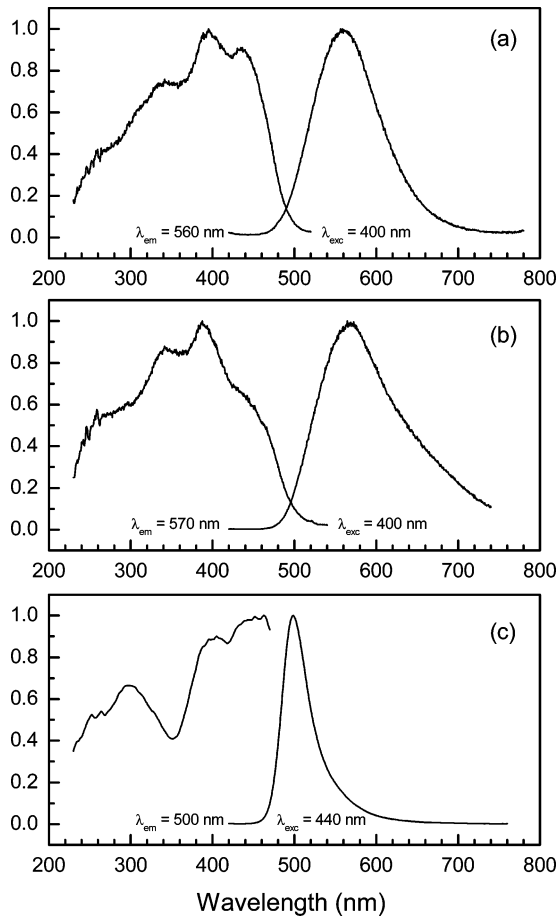 (a)
1.0
0.8
0.6
0.4
0.2
0.0
λem = 560 nm
λexc = 400 nm
200 300 400 500 600 700 800
(b)
1.0
0.8
0.6
0.4
0.2
0.0
λem = 570 nm
λexc = 400 nm
200 300 400 500 600 700 800
(c)
1.0
0.8
0.6
0.4
0.2
0.0
λem = 500 nm
λexc = 440 nm
200 300 400 500 600 700 800
Wavelength (nm)